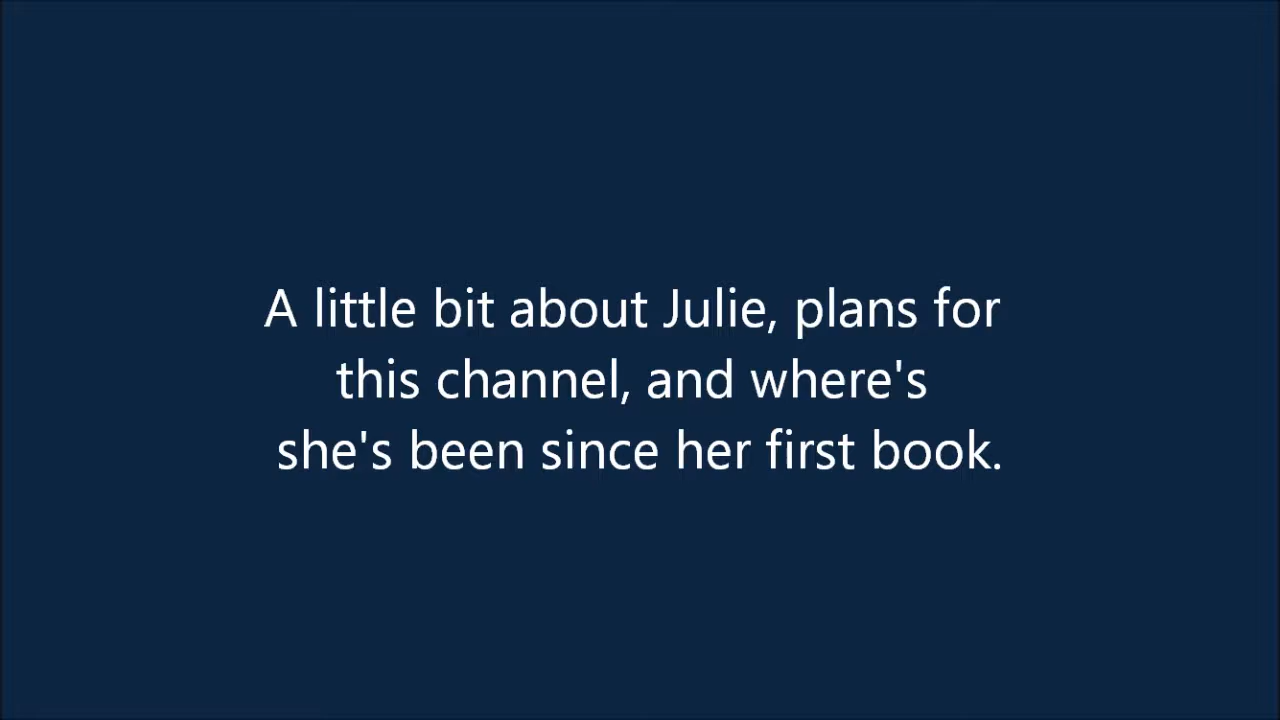 A little bit about Julie, plans for
this channel, and where's
she's been since her first book.